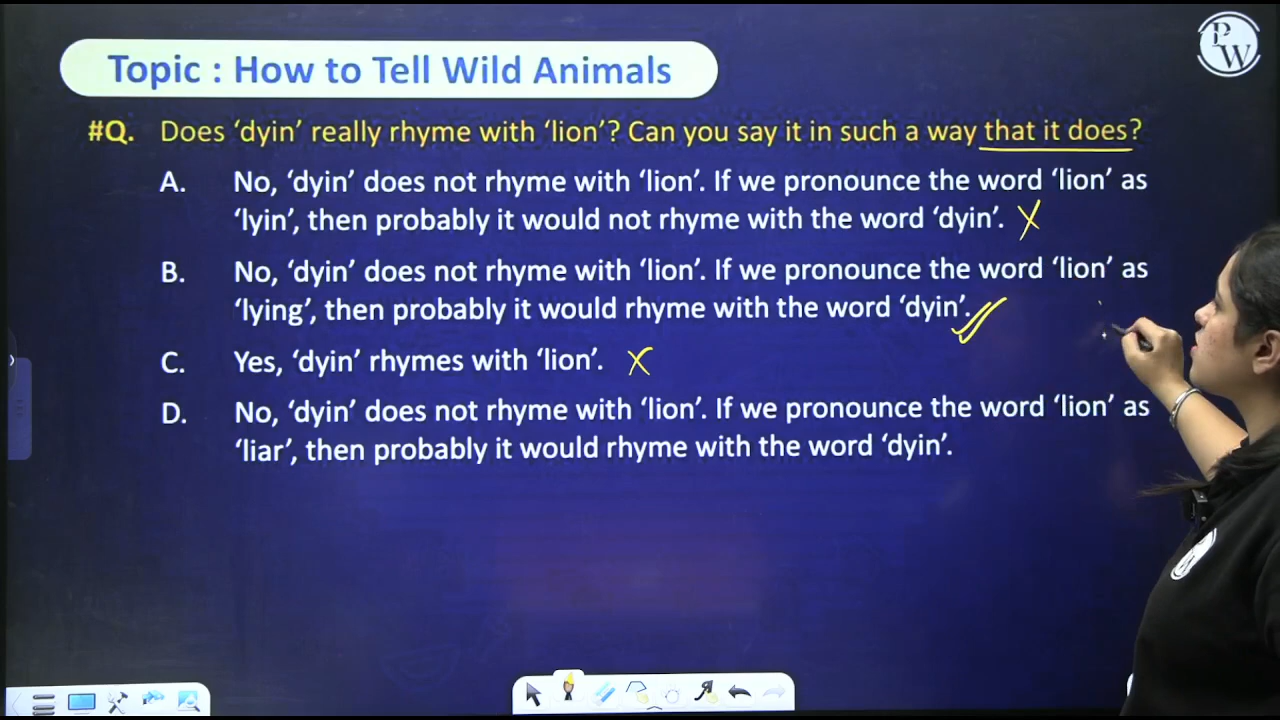 PW
Topic : How to Tell Wild Animals
#Q. Does ‘dyin’ really rhyme with ‘lion’? Can you say it in such a way that it does?
A. No, ‘dyin’ does not rhyme with ‘lion’. If we pronounce the word ‘lion’ as
‘lyin’, then probably it would not rhyme with the word ‘dyin’.
B. No, ‘dyin’ does not rhyme with ‘lion’. If we pronounce the word ‘lion’ as
‘lying’, then probably it would rhyme with the word ‘dyin’.
C. Yes, ‘dyin’ rhymes with ‘lion’.
D. No, ‘dyin’ does not rhyme with ‘lion’. If we pronounce the word ‘lion’ as
‘liar’, then probably it would rhyme with the word ‘dyin’.